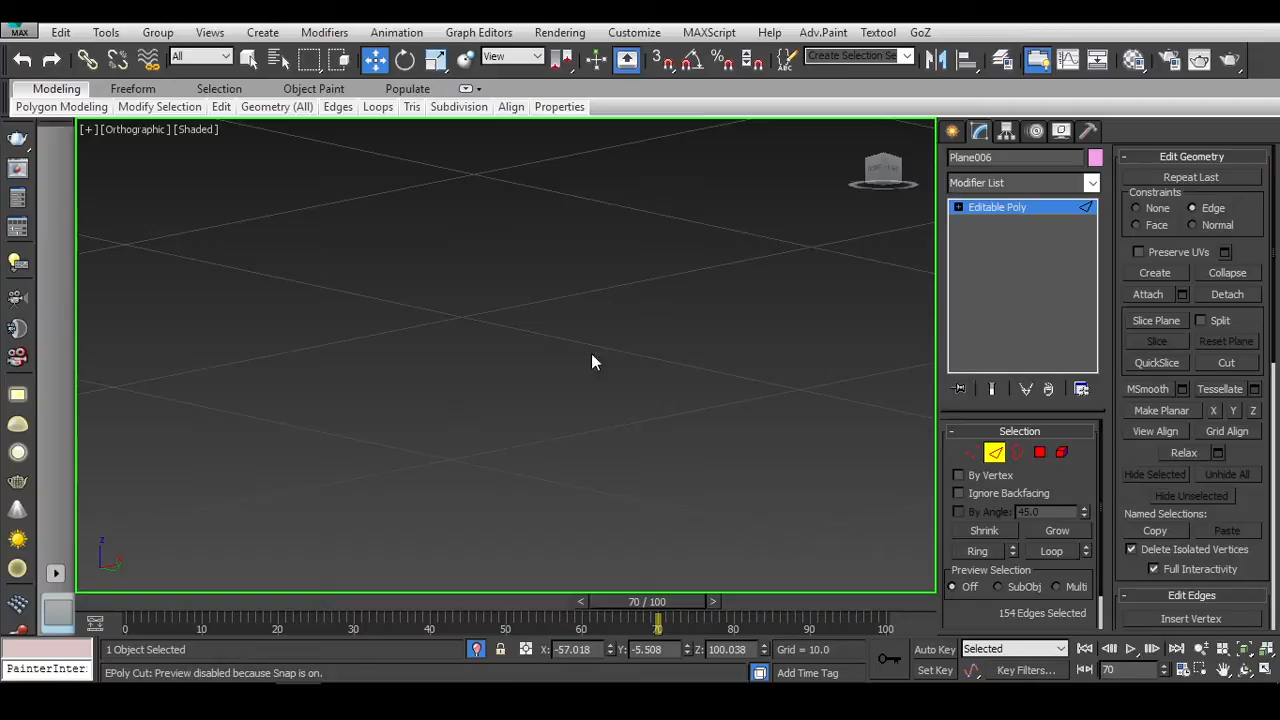 MAX
Edit Tools Group Views Create Modifiers Animation Graph Editors Rendering Customize MAXScript Help Adv.Paint Textool GoZ
All View 3 Create Selection Se
Modeling Freeform Selection Object Paint Populate
Polygon Modeling Modify Selection Edit Geometry (All) Edges Loops Tris Subdivision Align Properties
[+] [Orthographic] [Shaded]
Plane006
Modifier List
Editable Poly
Selection
By Vertex
Ignore Backfacing
By Angle: 45.0
Shrink Grow
Ring Loop
Preview Selection
Off SubObj Multi
154 Edges Selected
Edit Geometry
Repeat Last
Constraints
None Edge
Face Normal
Preserve UVs
Create Collapse
Attach Detach
Slice Plane Split
Slice Reset Plane
QuickSlice Cut
MSmooth Tessellate
Make Planar X Y Z
View Align Grid Align
Relax
Hide Selected Unhide All
Hide Unselected
Named Selections:
Copy Paste
Delete Isolated Vertices
Full Interactivity
Edit Edges
Insert Vertex
z
< 70 / 100 >
0 10 20 30 40 50 60 70 80 90 100
1 Object Selected X: -57.018 Y: -5.508 Z: 100.038 Grid = 10.0 Auto Key Selected
PainterInter EPoly Cut: Preview disabled because Snap is on. Add Time Tag Set Key Key Filters... 70